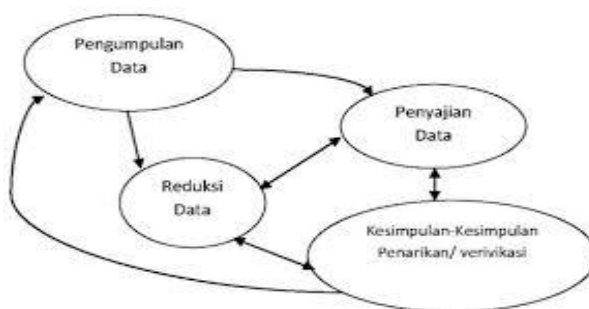 Pengumpulan
Data
Penyajian
Data
Reduksi
Data
Kesimpulan-Kesimpulan
Penarikan/ verivikasi